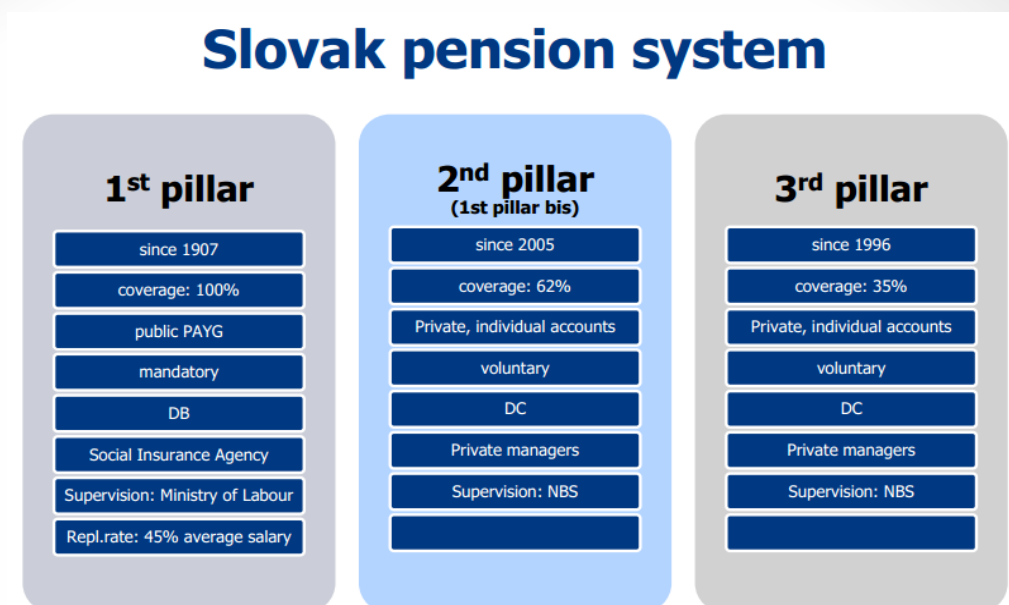 Slovak pension system
1st pillar
since 1907
coverage: 100%
public PAYG
mandatory
DB
Social Insurance Agency
Supervision: Ministry of Labour
Repl.rate: 45% average salary
2nd pillar
(1st pillar bis)
since 2005
coverage: 62%
Private, individual accounts
voluntary
DC
Private managers
Supervision: NBS
3rd pillar
since 1996
coverage: 35%
Private, individual accounts
voluntary
DC
Private managers
Supervision: NBS